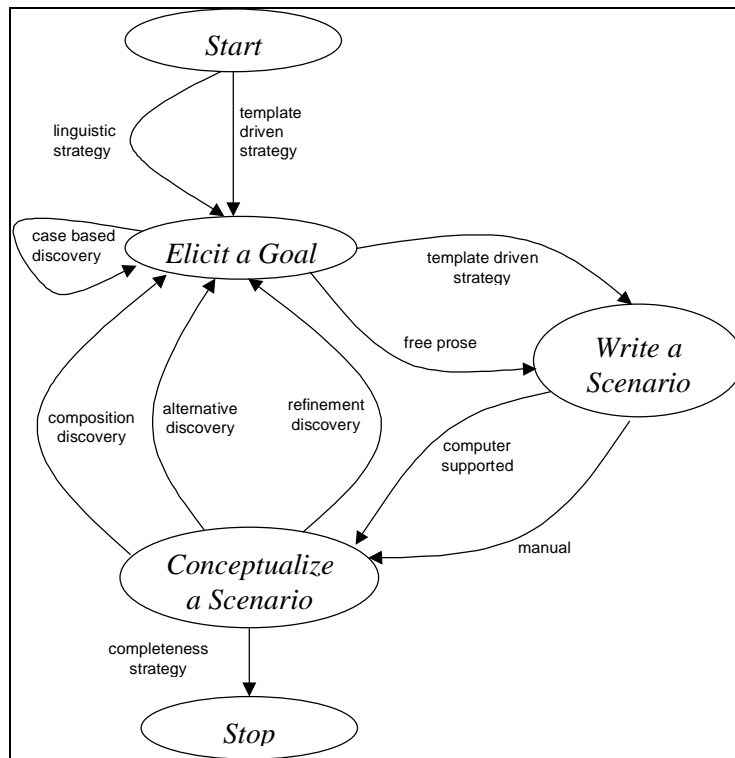 Start
linguistic
strategy
template
driven
strategy
case based
discovery
Elicit a Goal
template driven
strategy
free prose
Write a
Scenario
composition
discovery
alternative
discovery
refinement
discovery
computer
supported
manual
Conceptualize
a Scenario
completeness
strategy
Stop